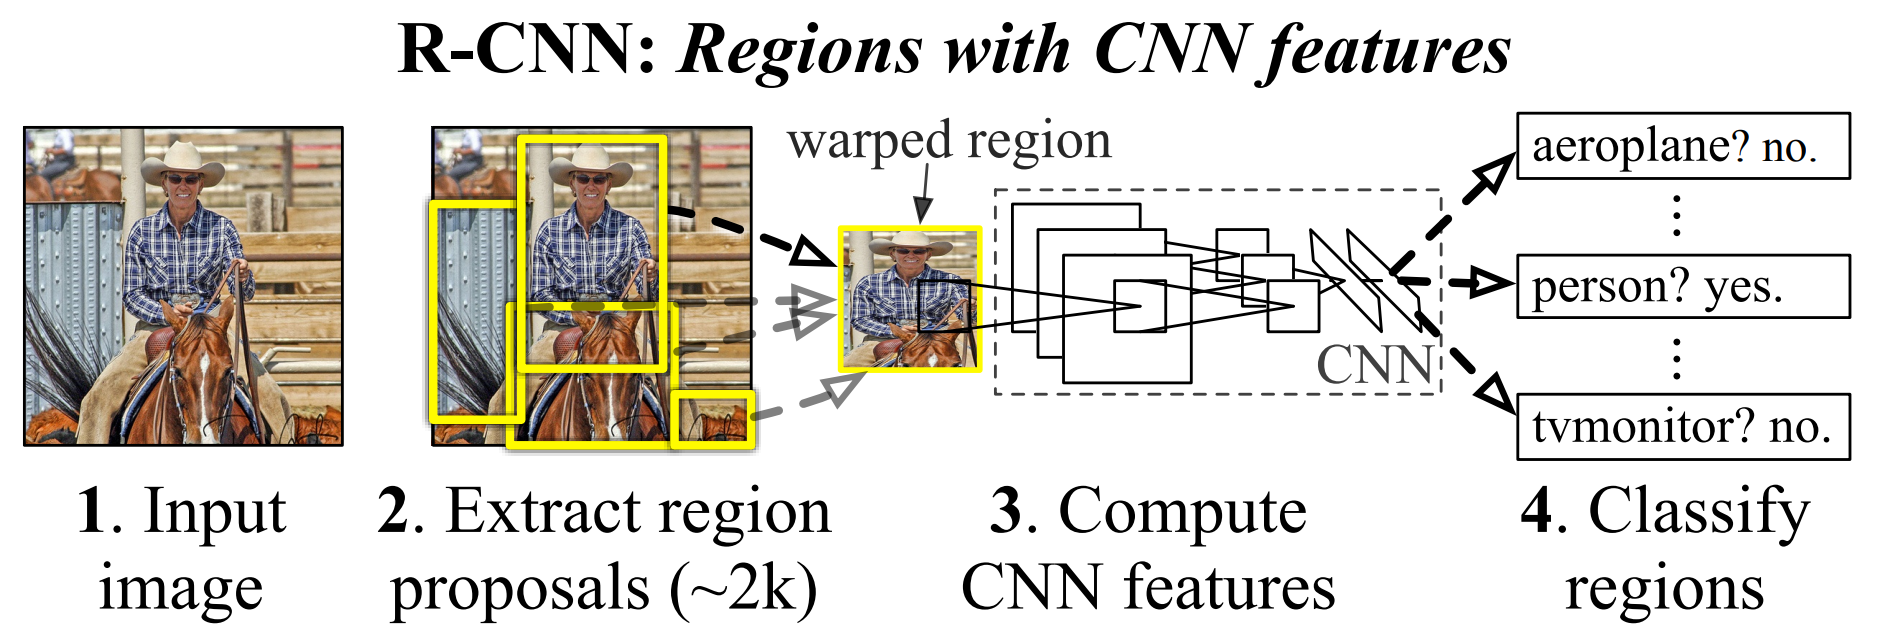 R-CNN: Regions with CNN features
warped region
aeroplane? no.
person? yes.
tvmonitor? no.
CNN
1. Input
image
2. Extract region
proposals (~2k)
3. Compute
CNN features
4. Classify
regions